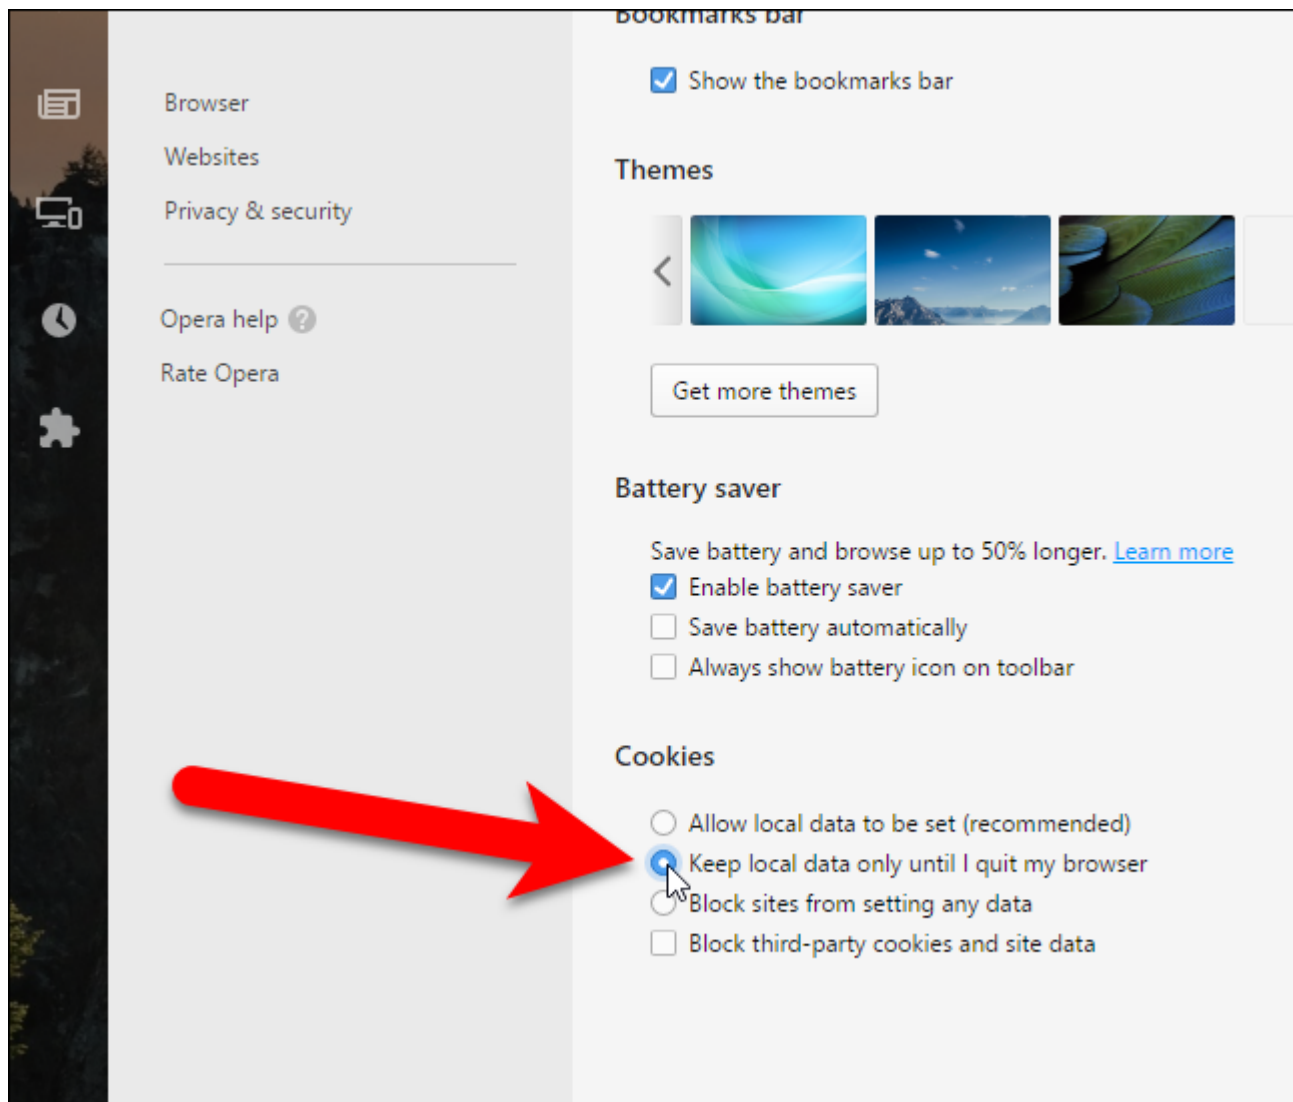 Browser
Websites
Privacy & security
Opera help ?
Rate Opera
Bookmarks bar
Show the bookmarks bar
Themes
Get more themes
Battery saver
Save battery and browse up to 50% longer. Learn more
Enable battery saver
Save battery automatically
Always show battery icon on toolbar
Cookies
Allow local data to be set (recommended)
Keep local data only until I quit my browser
Block sites from setting any data
Block third-party cookies and site data